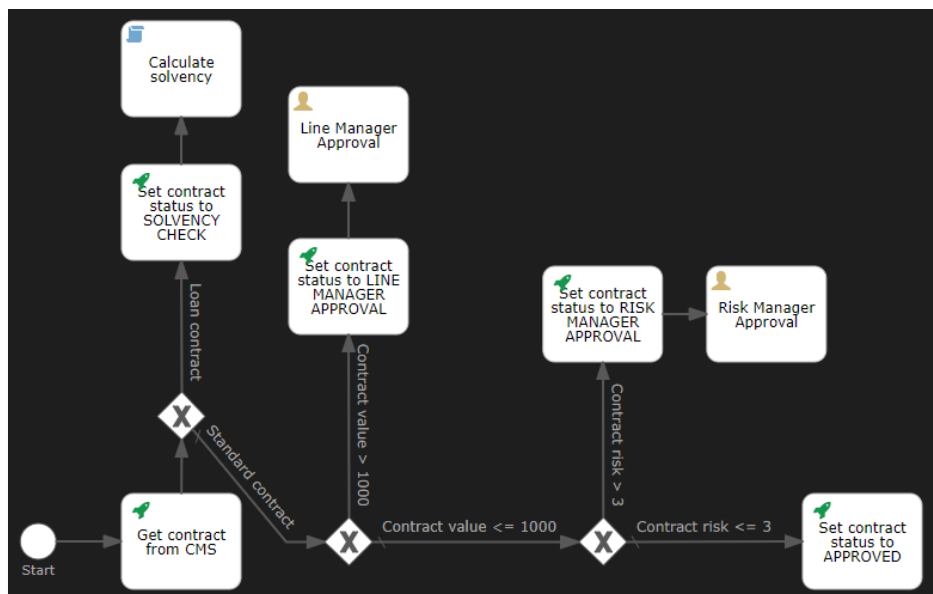 Calculate
solvency
Line Manager
Approval
Set contract
status to
SOLVENCY
CHECK
Set contract
status to LINE
MANAGER
APPROVAL
Set contract
status to RISK
MANAGER
APPROVAL
Risk Manager
Approval
Loan contract
Standard contract
Contract value > 1000
Contract risk > 3
Contract value <= 1000
Contract risk <= 3
Start
Get contract
from CMS
Set contract
status to
APPROVED